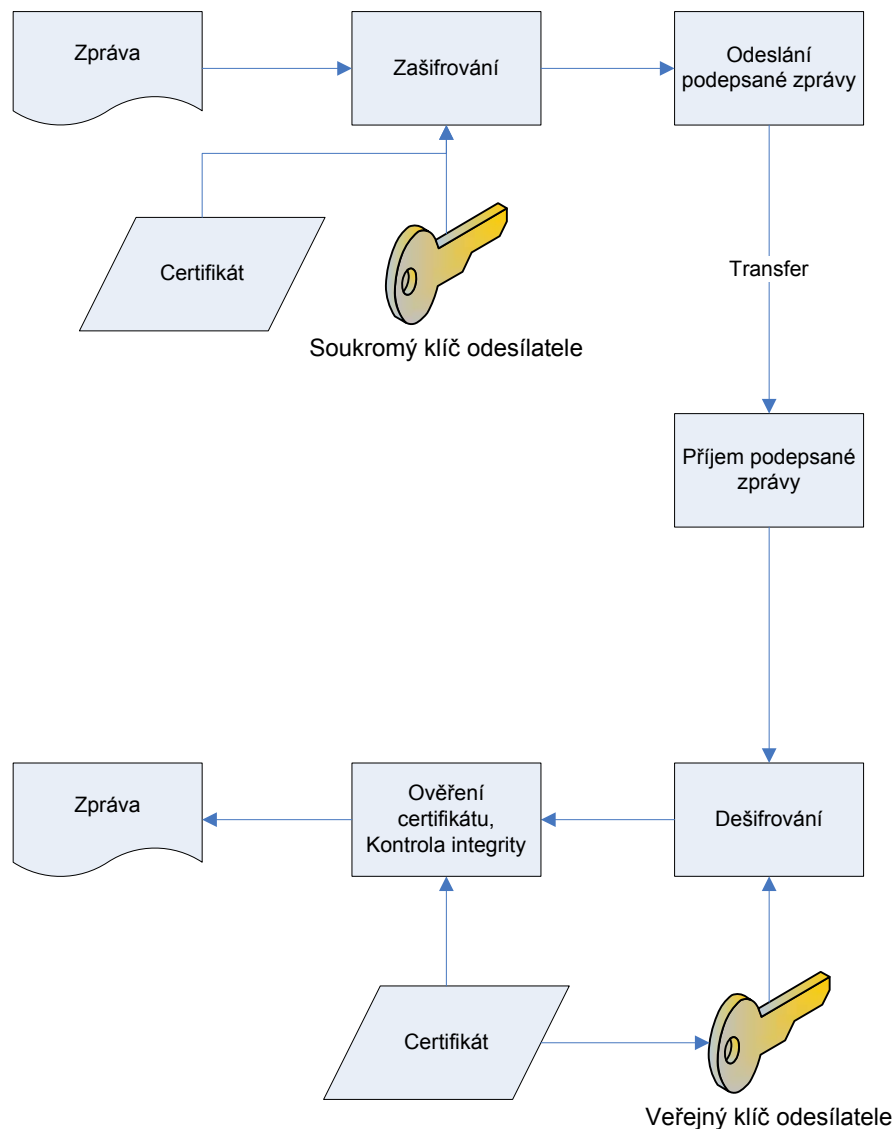 Zpráva
Zašifrování
Odeslání
podepsané zprávy
Certifikát
Soukromý klíč odesílatele
Transfer
Příjem podepsané
zprávy
Zpráva
Ověření
certifikátu,
Kontrola integrity
Dešifrování
Certifikát
Veřejný klíč odesílatele